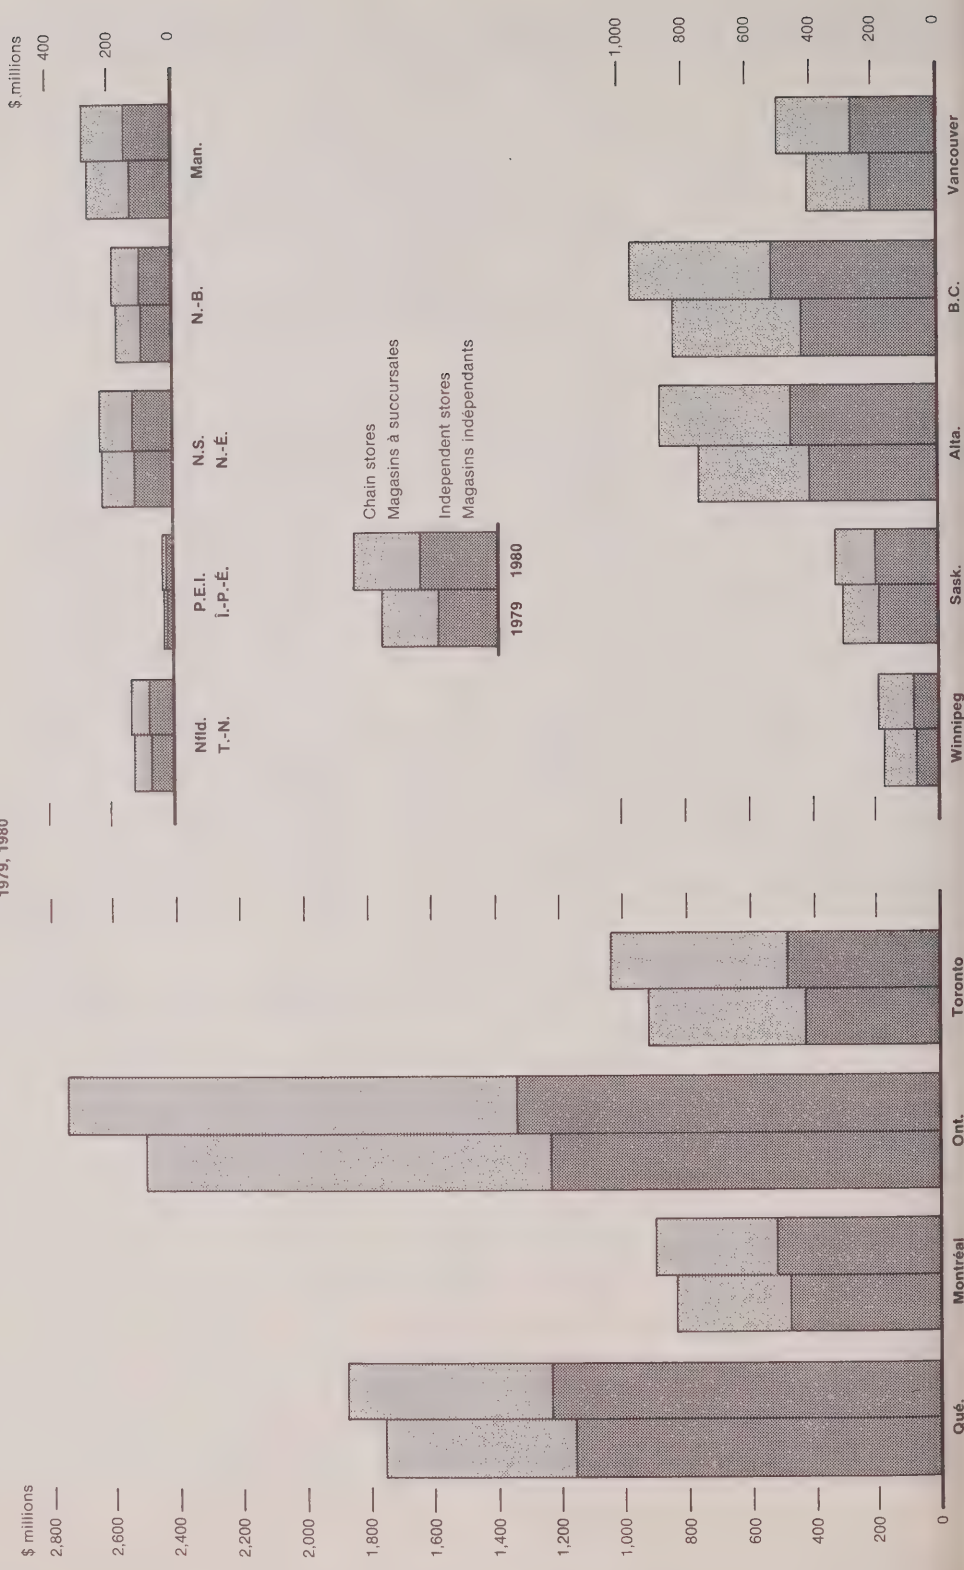 1979, 1980
$ millions
2,800
2,600
2,400
2,200
2,000
1,800
1,600
1,400
1,200
1,000
800
600
400
200
0
Qué.
Montréal
Ont.
Toronto
$ millions
400
200
0
Nfld.
T.-N.
P.E.I.
Î.-P.-É.
N.S.
N.-É.
N.-B.
Man.
Chain stores
Magasins à succursales
Independent stores
Magasins indépendants
1979
1980
1,000
800
600
400
200
0
Winnipeg
Sask.
Alta.
B.C.
Vancouver